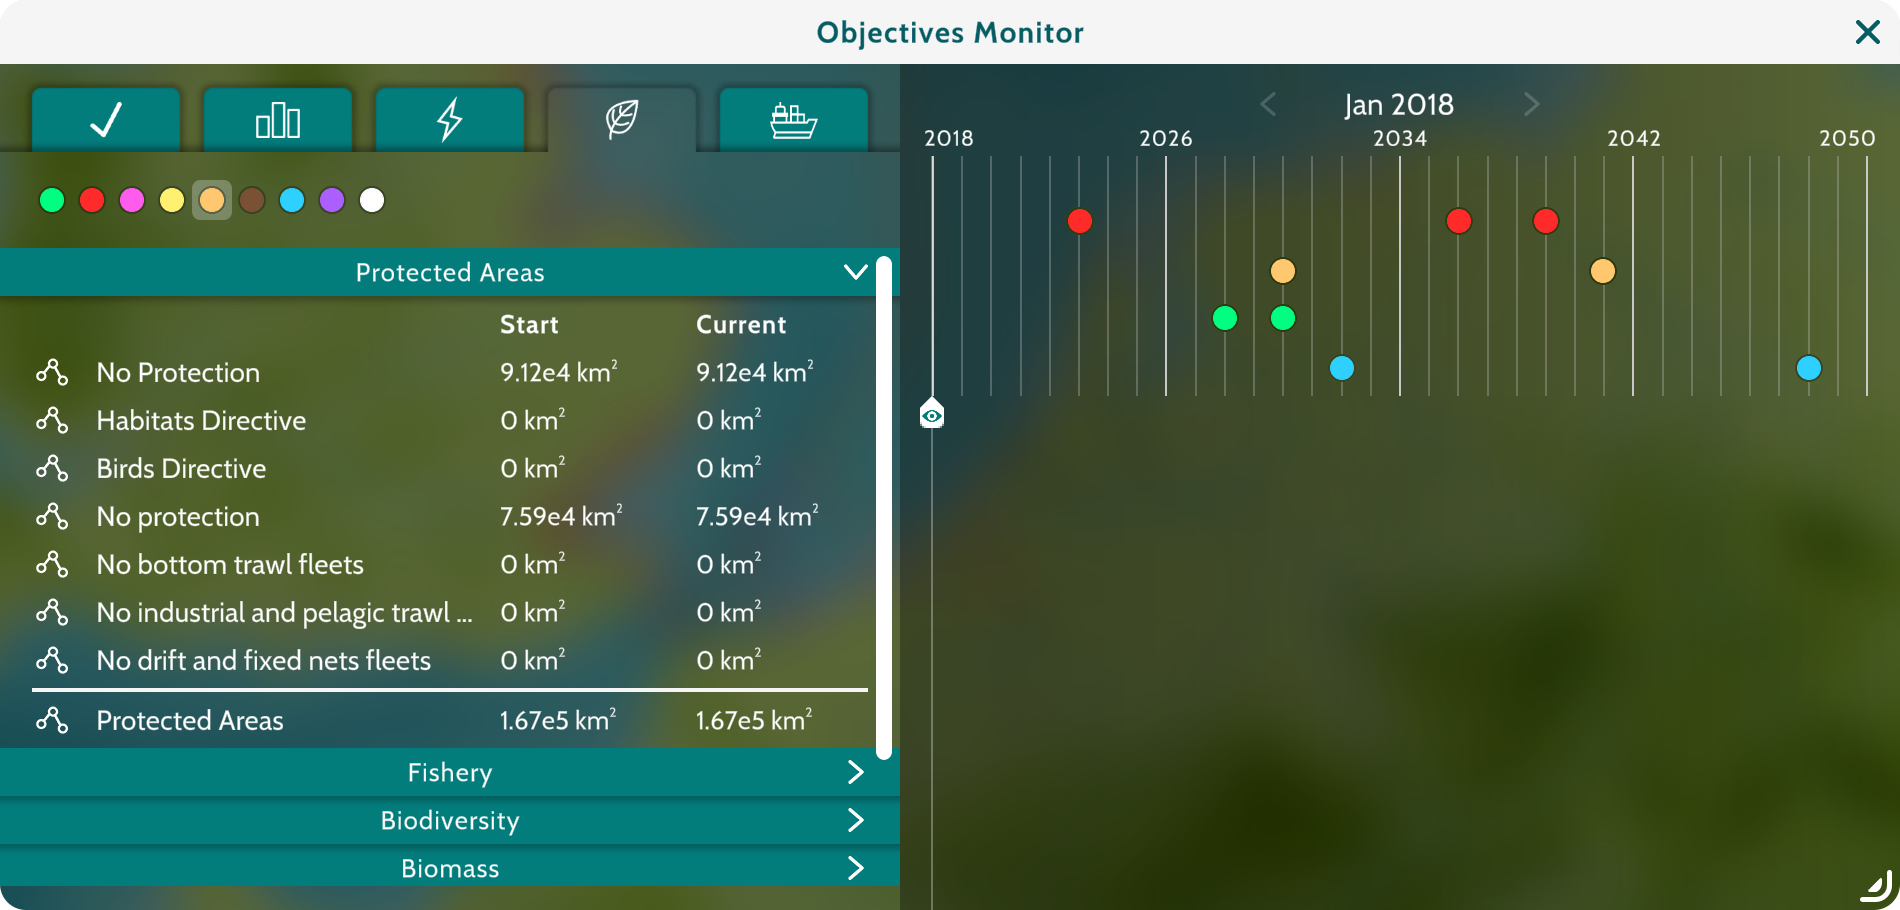 Objectives Monitor
Jan 2018
2018 2026 2034 2042 2050
Protected Areas
Start Current
No Protection 9.12e4 km² 9.12e4 km²
Habitats Directive 0 km² 0 km²
Birds Directive 0 km² 0 km²
No protection 7.59e4 km² 7.59e4 km²
No bottom trawl fleets 0 km² 0 km²
No industrial and pelagic trawl ... 0 km² 0 km²
No drift and fixed nets fleets 0 km² 0 km²
Protected Areas 1.67e5 km² 1.67e5 km²
Fishery
Biodiversity
Biomass